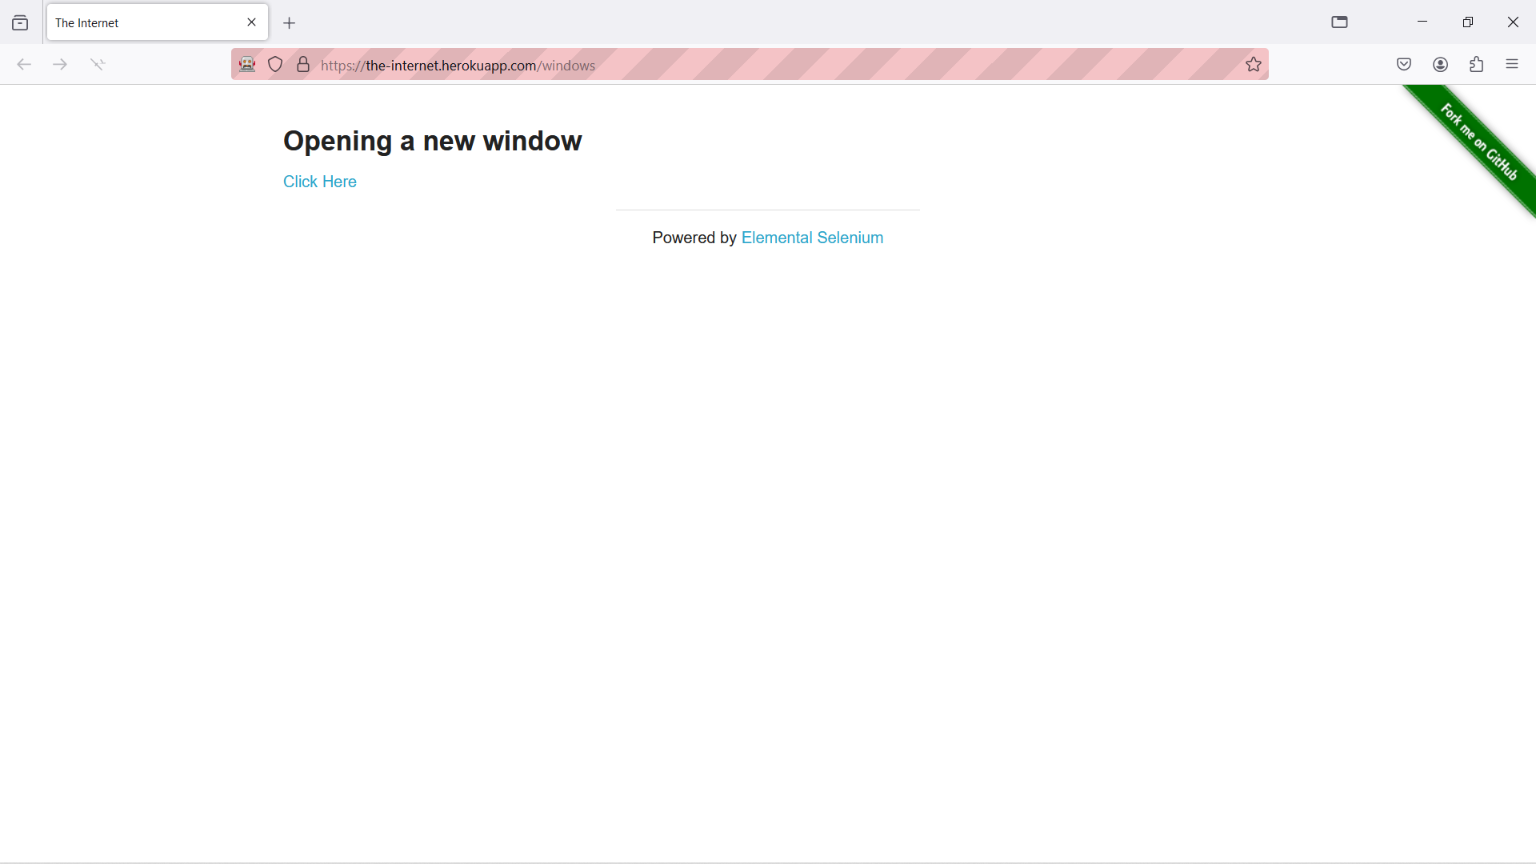 The Internet
https://the-internet.herokuapp.com/windows
Fork me on GitHub
Opening a new window
Click Here
Powered by Elemental Selenium